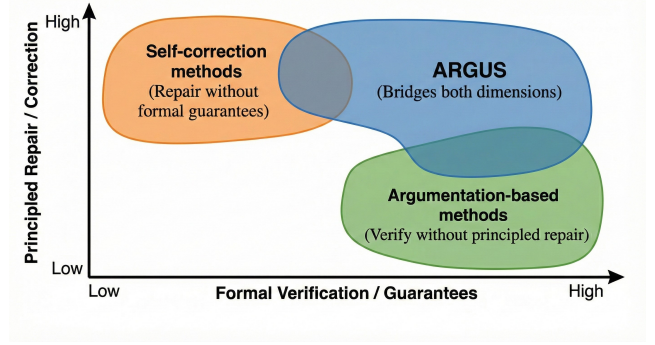 Principled Repair / Correction
High
Self-correction
methods
(Repair without
formal guarantees)
ARGUS
(Bridges both dimensions)
Argumentation-based
methods
(Verify without principled repair)
Low
Low
Formal Verification / Guarantees
High